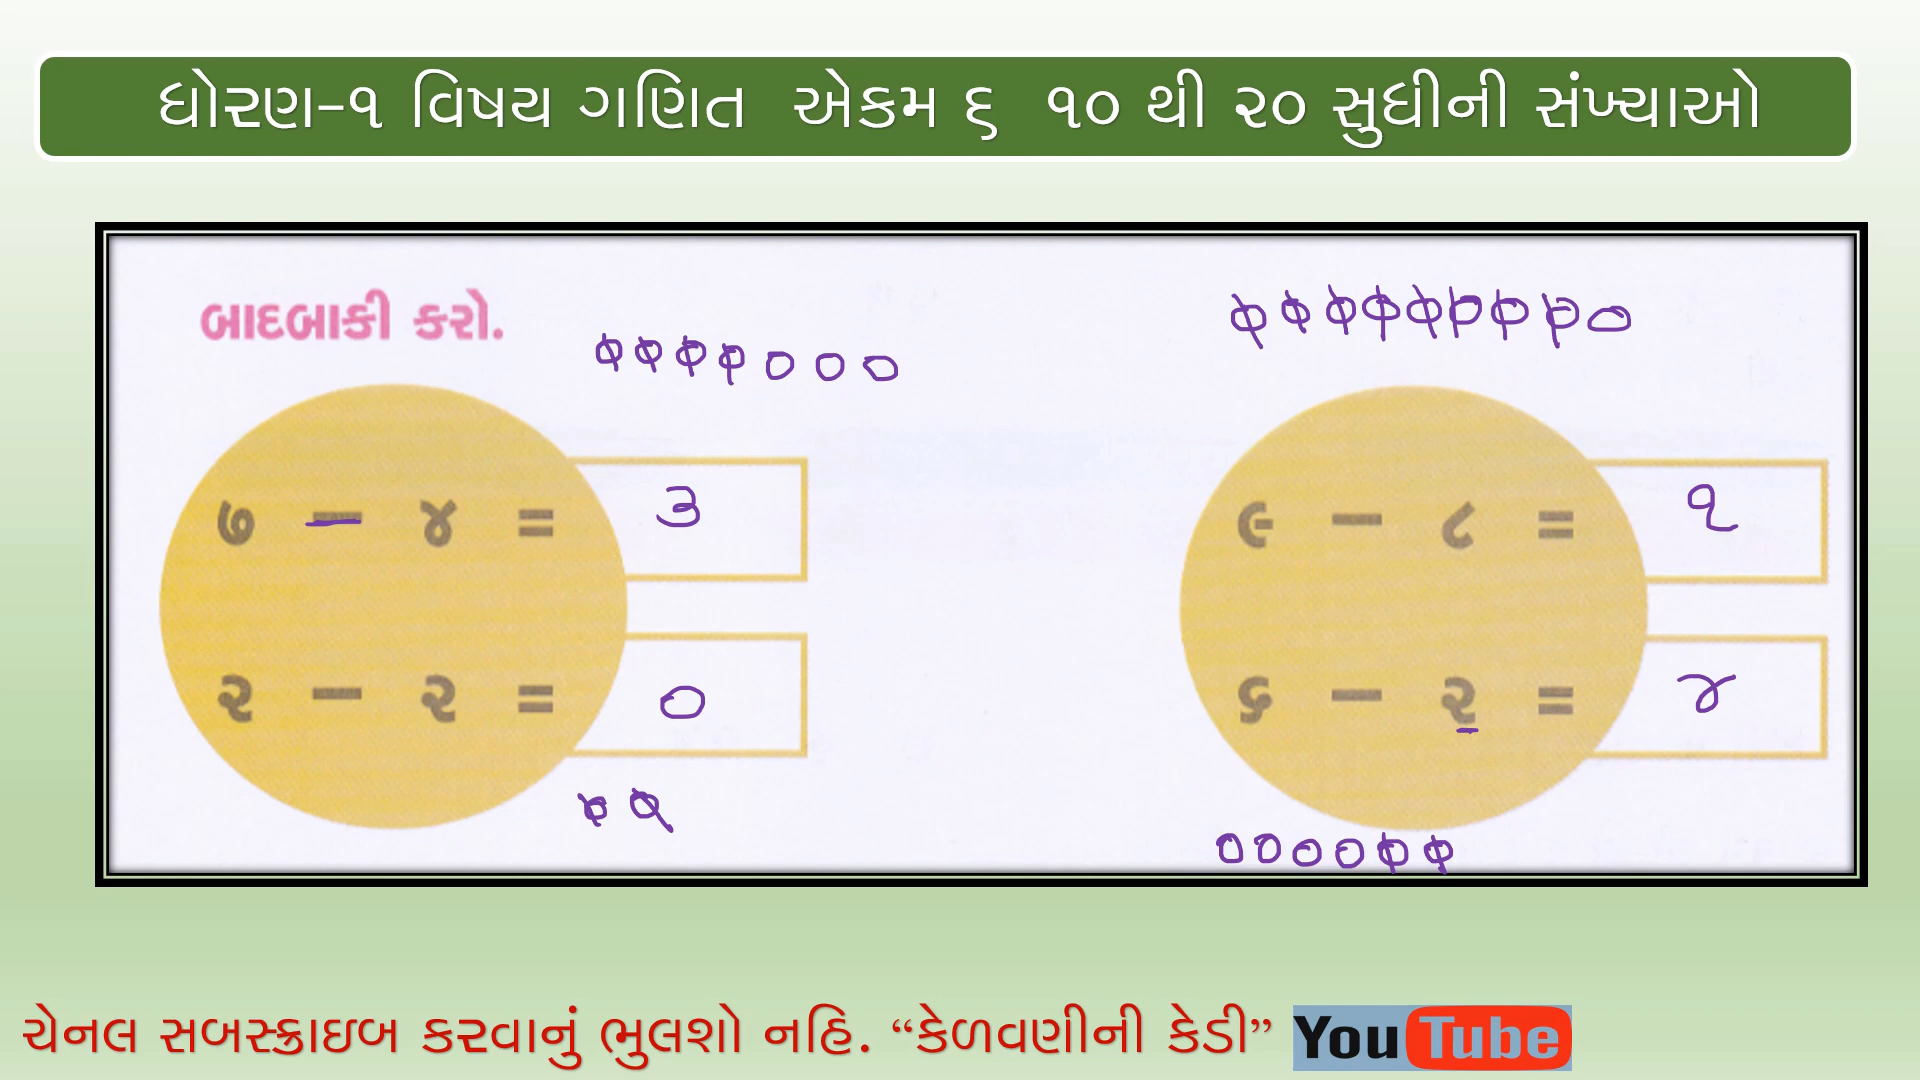 ધોરણ-૧ વિષય ગણિત એકમ ૬ ૧૦ થી ૨૦ સુધીની સંખ્યાઓ
બાદબાકી કરો.
૭ − ૪ = ૩
૯ − ૮ = ૧
૨ − ૨ = ૦
૬ − ૨ = ૪
ચેનલ સબસ્ક્રાઇબ કરવાનું ભુલશો નહિ. “કેળવણીની કેડી” YouTube